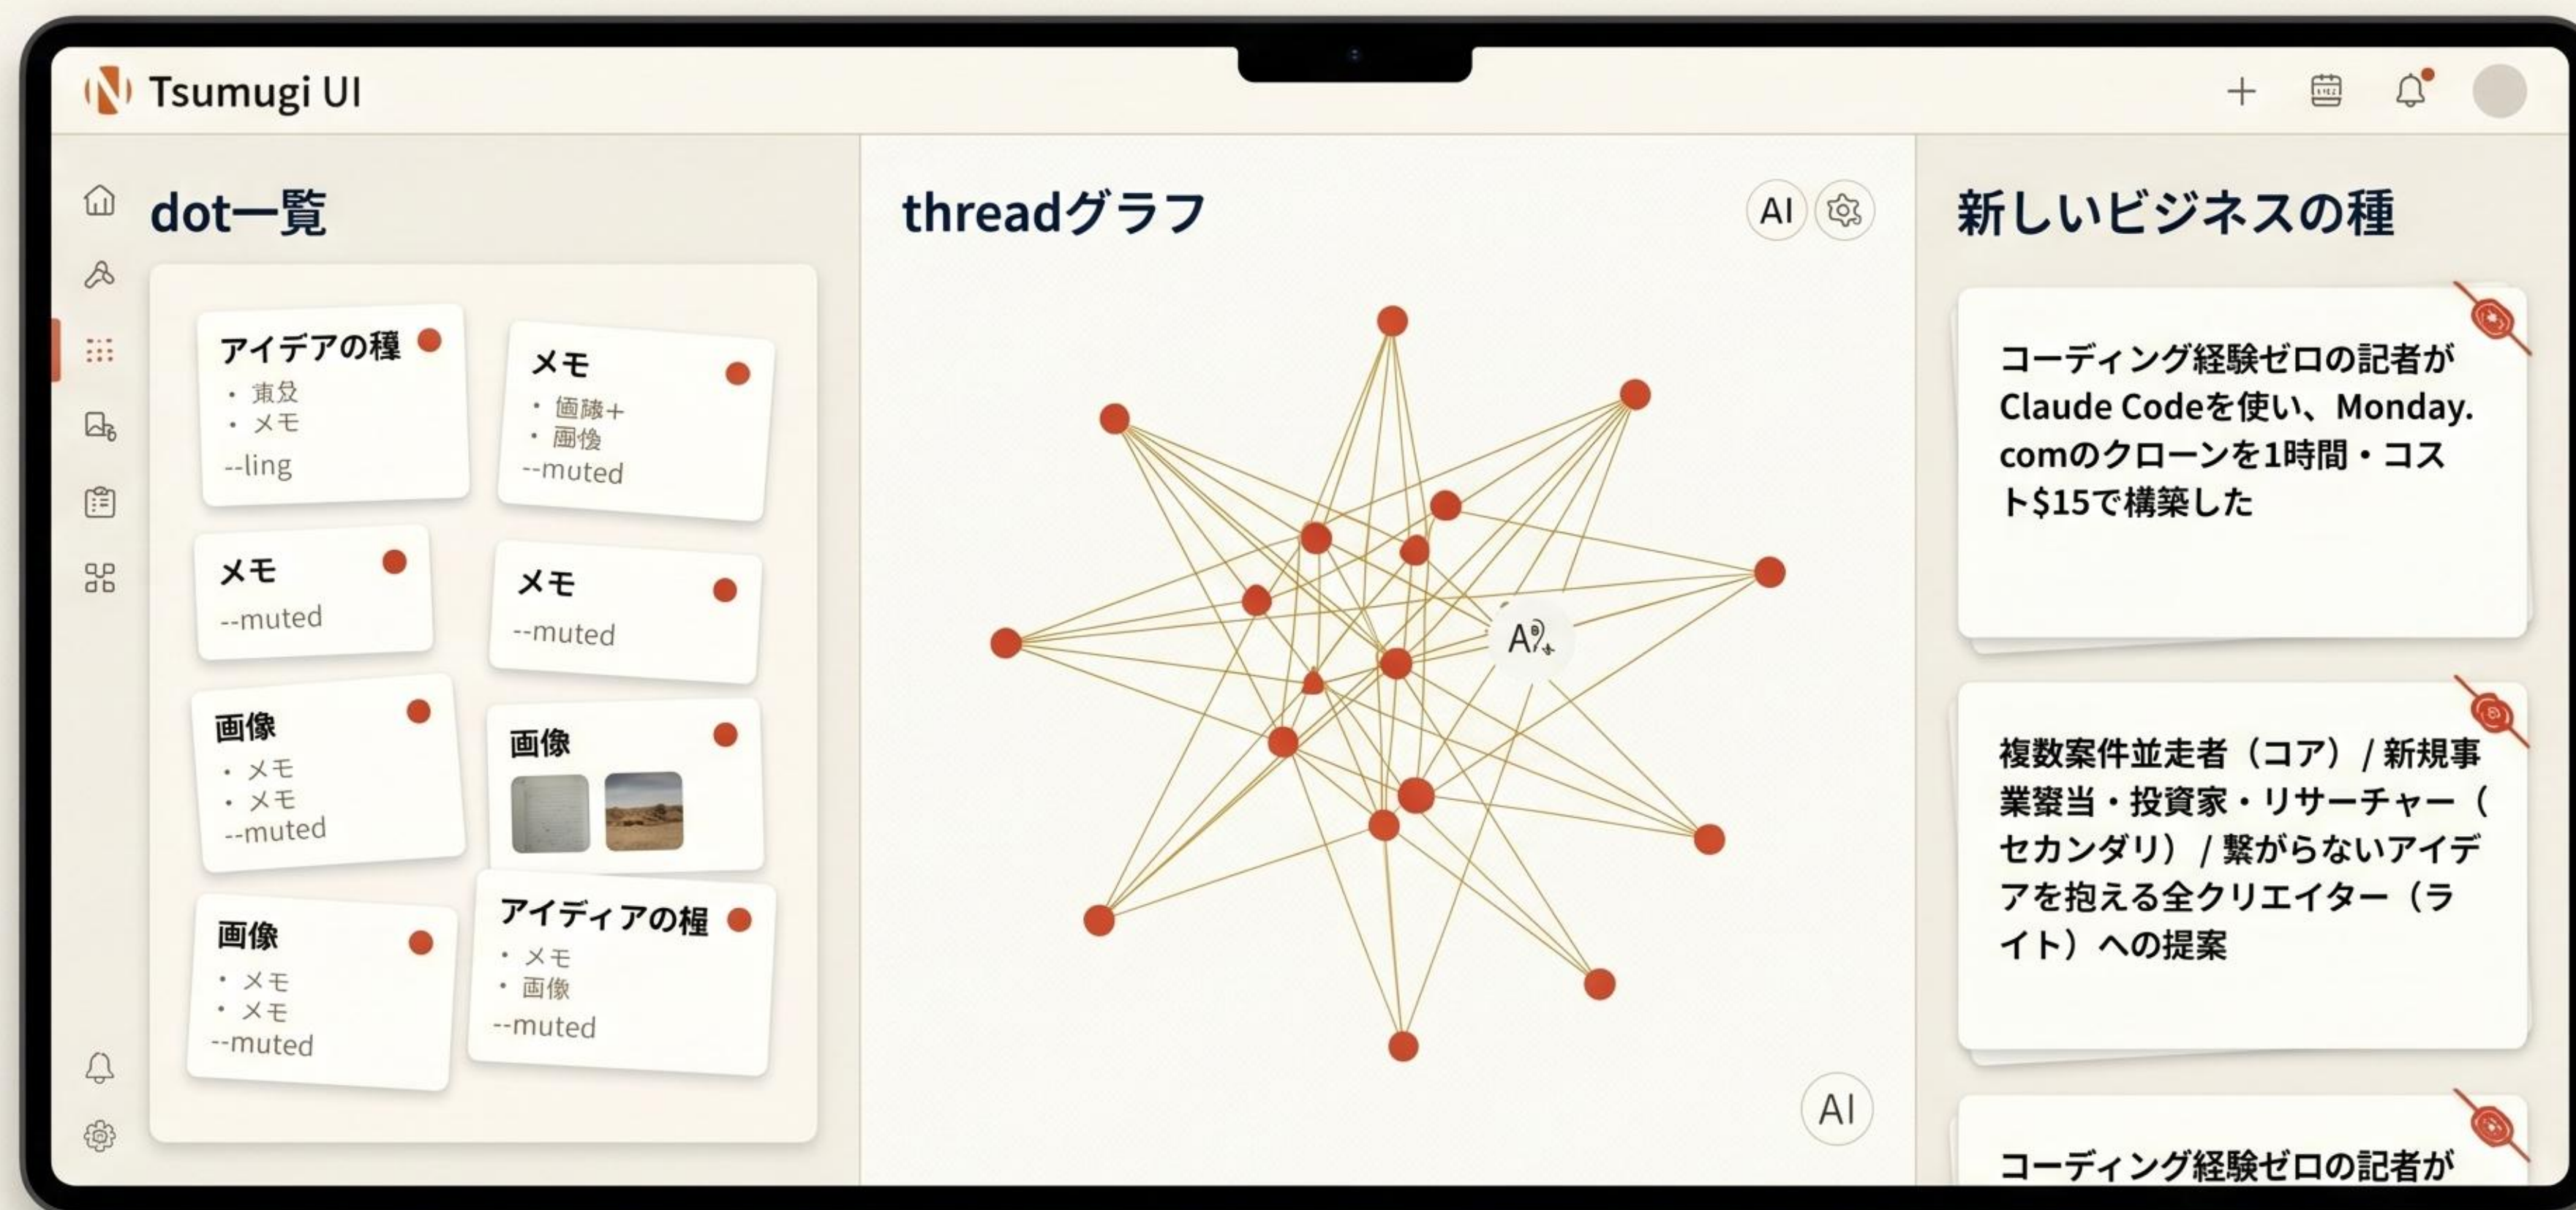 Tsumugi UI
dot一覧
アイデアの
・メモ
--ling
メモ
--muted
メモ
--muted
メモ
--muted
画像
・メモ
・メモ
--muted
画像
画像
・メモ
・メモ
--muted
アイディアの
・メモ
・画像
--muted
threadグラフ
AI
AI
新しいビジネスの種
コーディング経験ゼロの記者が
Claude Codeを使い、Monday.
comのクローンを1時間・コス
ト$15で構築した
複数案件並走者（コア）/ 新規事
業当・投資家・リサーチャー（
セカンダリ）/ 繋がらないアイデ
アを抱える全クリエイター（ラ
イト）への提案
コーディング経験ゼロの記者が